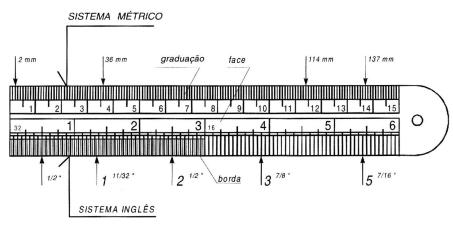 SISTEMA MÉTRICO
2 mm 36 mm graduação face 114 mm 137 mm
1 2 3 4 5 6 7 8 9 10 11 12 13 14 15
32 1 2 3 16 4 5 6
1/2" 1 11/32" 2 1/2" borda 3 7/8" 5 7/16"
SISTEMA INGLÊS